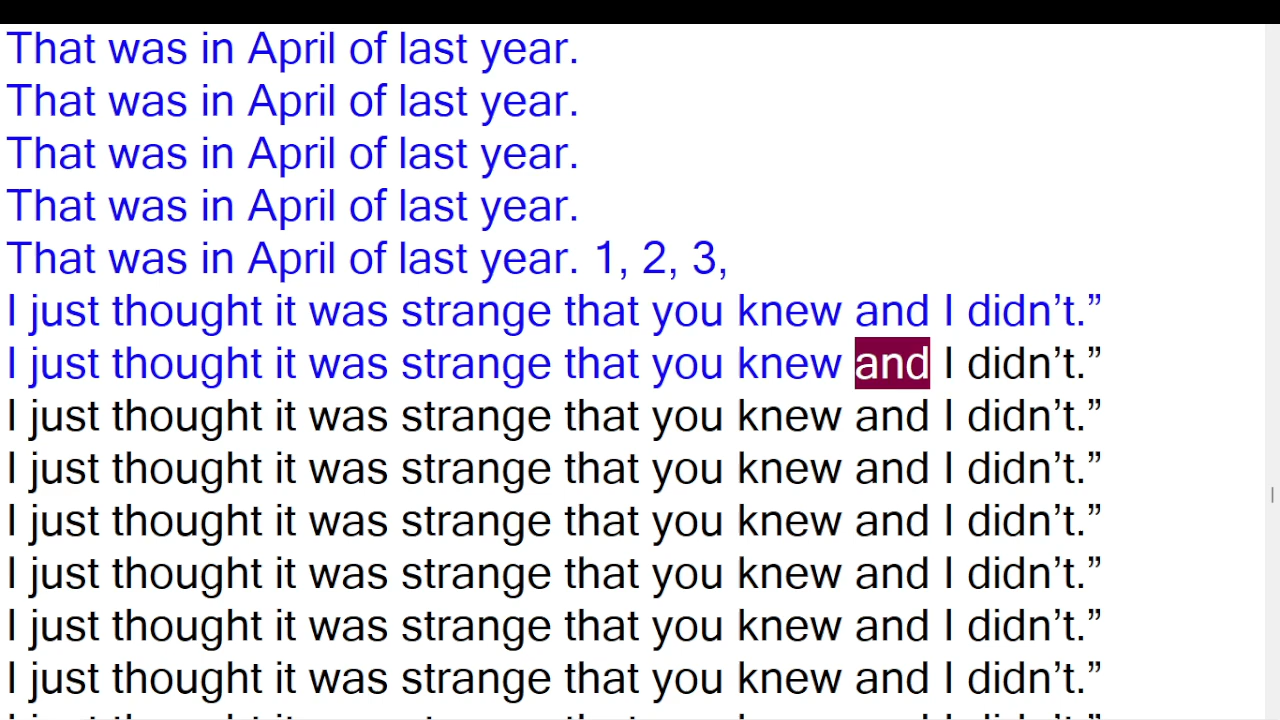 That was in April of last year.
That was in April of last year.
That was in April of last year.
That was in April of last year.
That was in April of last year. 1, 2, 3,
I just thought it was strange that you knew and I didn’t.”
I just thought it was strange that you knew and I didn’t.”
I just thought it was strange that you knew and I didn’t.”
I just thought it was strange that you knew and I didn’t.”
I just thought it was strange that you knew and I didn’t.”
I just thought it was strange that you knew and I didn’t.”
I just thought it was strange that you knew and I didn’t.”
I just thought it was strange that you knew and I didn’t.”